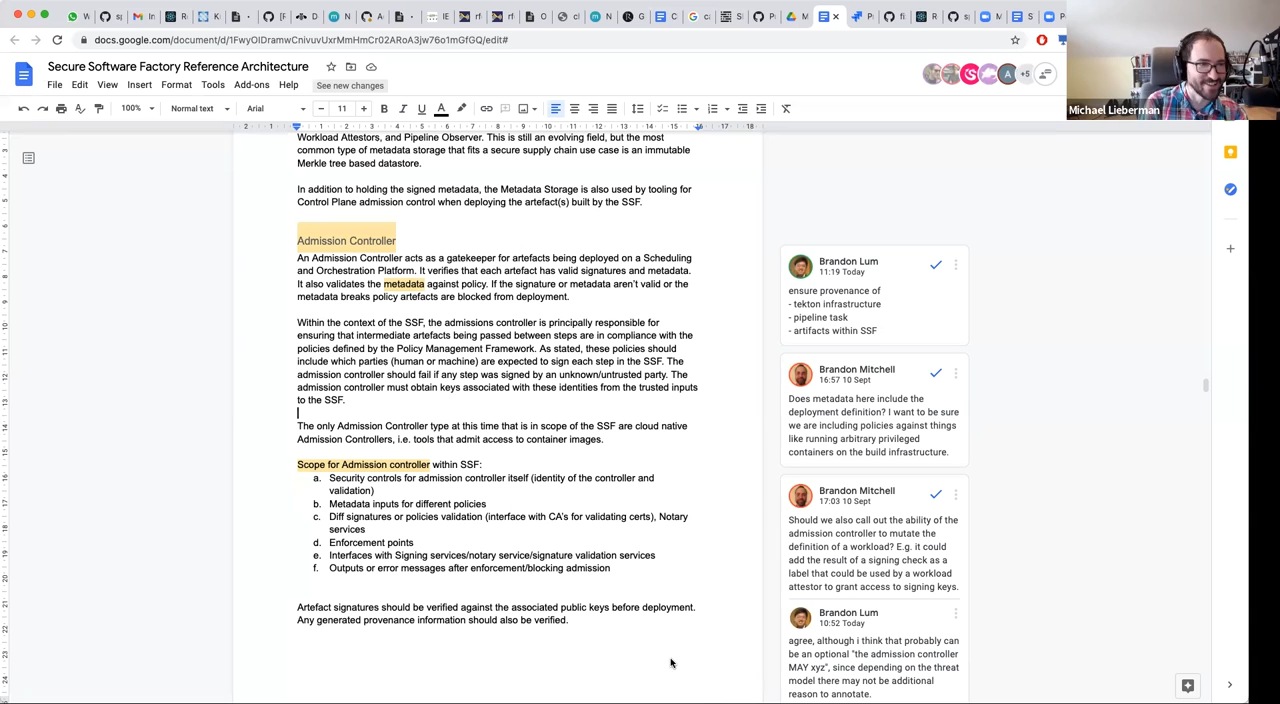 docs.google.com/document/d/1FwyOlDramwCnivuvUxrMmHmCr02ARoA3jw76o1mGfGQ/edit#
Secure Software Factory Reference Architecture
File Edit View Insert Format Tools Add-ons Help See new changes
+5
Michael Lieberman
100% Normal text Arial 11
Workload Attestors, and Pipeline Observer. This is still an evolving field, but the most
common type of metadata storage that fits a secure supply chain use case is an immutable
Merkle tree based datastore.
In addition to holding the signed metadata, the Metadata Storage is also used by tooling for
Control Plane admission control when deploying the artefact(s) built by the SSF.
Admission Controller
An Admission Controller acts as a gatekeeper for artefacts being deployed on a Scheduling
and Orchestration Platform. It verifies that each artefact has valid signatures and metadata.
It also validates the metadata against policy. If the signature or metadata aren't valid or the
metadata breaks policy artefacts are blocked from deployment.
Within the context of the SSF, the admissions controller is principally responsible for
ensuring that intermediate artefacts being passed between steps are in compliance with the
policies defined by the Policy Management Framework. As stated, these policies should
include which parties (human or machine) are expected to sign each step in the SSF. The
admission controller should fail if any step was signed by an unknown/untrusted party. The
admission controller must obtain keys associated with these identities from the trusted inputs
to the SSF.
The only Admission Controller type at this time that is in scope of the SSF are cloud native
Admission Controllers, i.e. tools that admit access to container images.
Scope for Admission controller within SSF:
a. Security controls for admission controller itself (identity of the controller and
validation)
b. Metadata inputs for different policies
c. Diff signatures or policies validation (interface with CA's for validating certs), Notary
services
d. Enforcement points
e. Interfaces with Signing services/notary service/signature validation services
f. Outputs or error messages after enforcement/blocking admission
Artefact signatures should be verified against the associated public keys before deployment.
Any generated provenance information should also be verified.
Brandon Lum
11:19 Today
ensure provenance of
- tekton infrastructure
- pipeline task
- artifacts within SSF
Brandon Mitchell
16:57 10 Sept
Does metadata here include the
deployment definition? I want to be sure
we are including policies against things
like running arbitrary privileged
containers on the build infrastructure.
Brandon Mitchell
17:03 10 Sept
Should we also call out the ability of the
admission controller to mutate the
definition of a workload? E.g. it could
add the result of a signing check as a
label that could be used by a workload
attestor to grant access to signing keys.
Brandon Lum
10:52 Today
agree, although i think that probably can
be an optional "the admission controller
MAY xyz", since depending on the threat
model there may not be additional
reason to annotate.